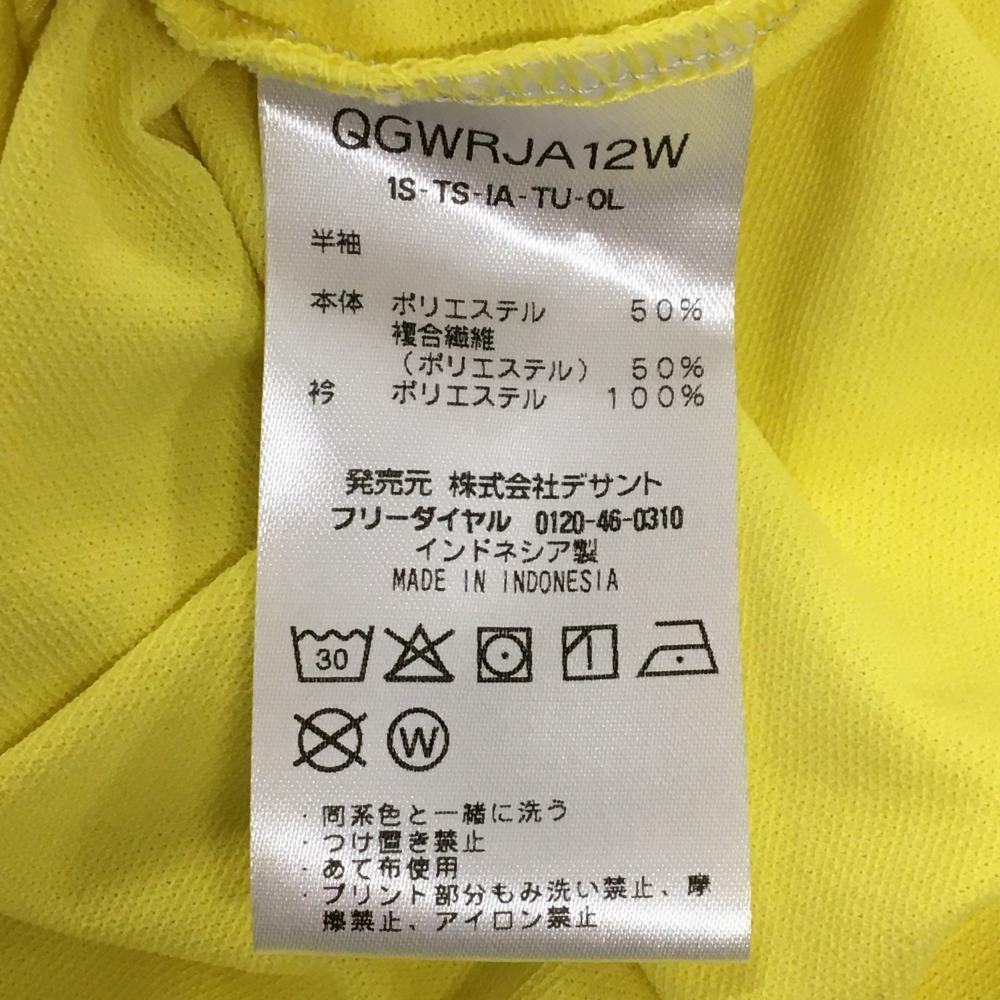 QGWRJA12W
1S-TS-IA-TU-OL
半袖
本体 ポリエステル 50%
複合繊維
(ポリエステル) 50%
衿 ポリエステル 100%
発売元 株式会社デサント
フリーダイヤル 0120-46-0310
インドネシア製
MADE IN INDONESIA
30
W
・同系色と一緒に洗う
・つけ置き禁止
・あて布使用
・プリント部分もみ洗い禁止、摩
擦禁止、アイロン禁止